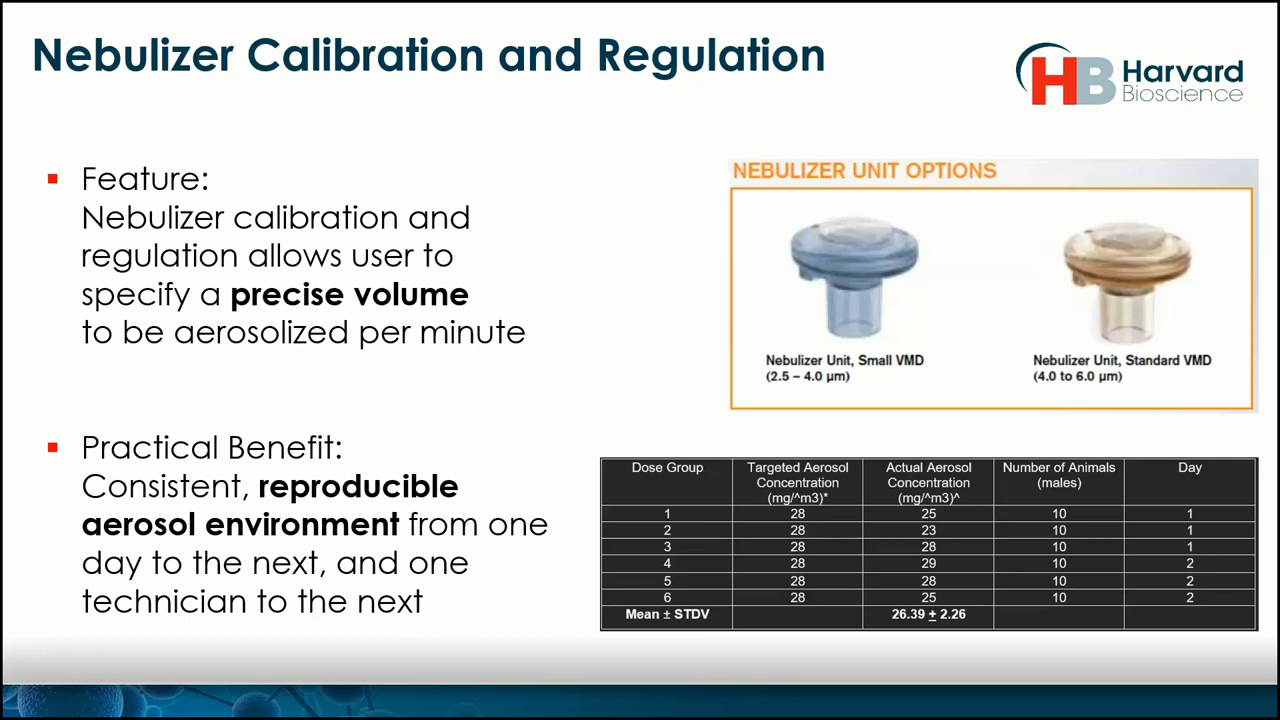 Nebulizer Calibration and Regulation
HB Harvard
Bioscience
▪ Feature:
Nebulizer calibration and
regulation allows user to
specify a precise volume
to be aerosolized per minute
NEBULIZER UNIT OPTIONS
Nebulizer Unit, Small VMD
(2.5 – 4.0 µm)
Nebulizer Unit, Standard VMD
(4.0 to 6.0 µm)
▪ Practical Benefit:
Consistent, reproducible
aerosol environment from one
day to the next, and one
technician to the next
Dose Group Targeted Aerosol Concentration (mg/^m3)* Actual Aerosol Concentration (mg/^m3)^ Number of Animals (males) Day
1 28 25 10 1
2 28 23 10 1
3 28 28 10 1
4 28 29 10 2
5 28 28 10 2
6 28 25 10 2
Mean ± STDV 26.39 ± 2.26